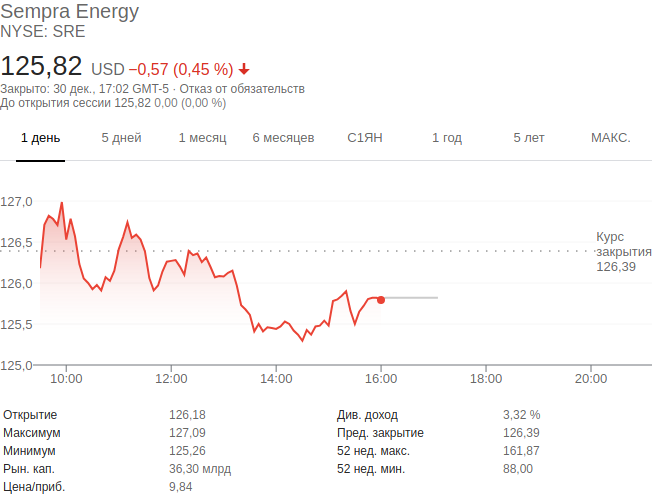 Sempra Energy
NYSE: SRE
125,82 USD −0,57 (0,45 %)
Закрыто: 30 дек., 17:02 GMT-5 · Отказ от обязательств
До открытия сессии 125,82 0,00 (0,00 %)
1 день 5 дней 1 месяц 6 месяцев С1ЯН 1 год 5 лет МАКС.
127,0
126,5
126,0
125,5
125,0
Курс
закрытия
126,39
10:00 12:00 14:00 16:00 18:00 20:00
Открытие 126,18 Див. доход 3,32 %
Максимум 127,09 Пред. закрытие 126,39
Минимум 125,26 52 нед. макс. 161,87
Рын. кап. 36,30 млрд 52 нед. мин. 88,00
Цена/приб. 9,84